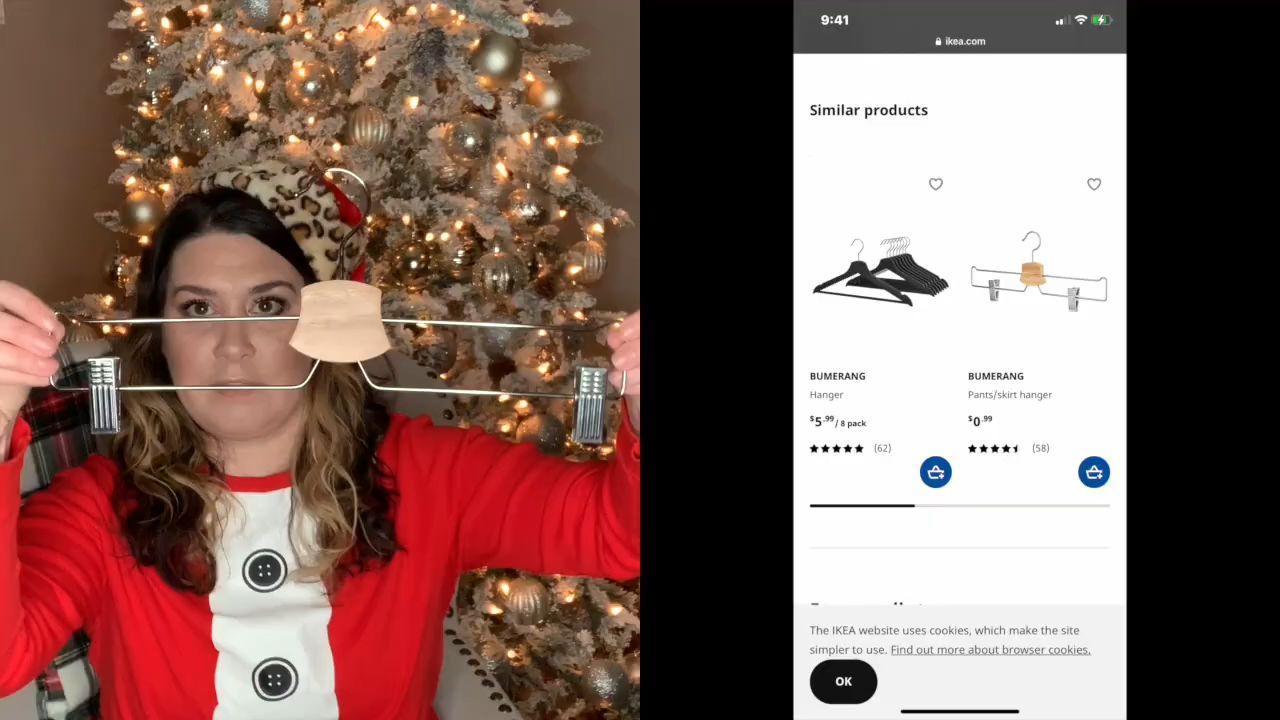 9:41
ikea.com
Similar products
BUMERANG
Hanger
$5.99/ 8 pack
(62)
BUMERANG
Pants/skirt hanger
$0.99
(58)
The IKEA website uses cookies, which make the site
simpler to use. Find out more about browser cookies.
OK